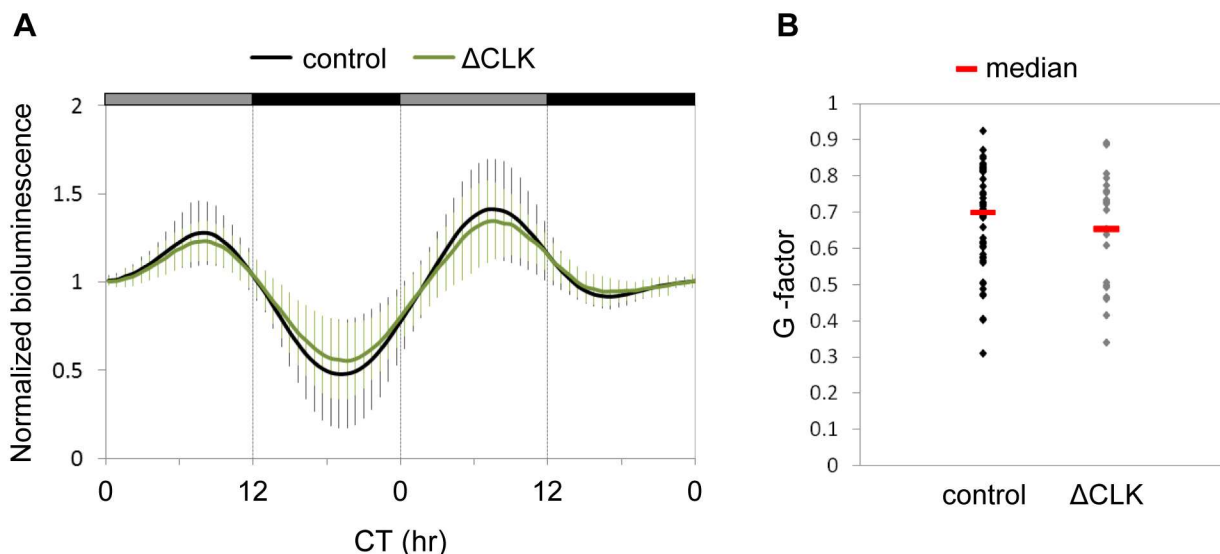 A
control ΔCLK
Normalized bioluminescence
2
1.5
1
0.5
0
0 12 0 12 0
CT (hr)
B
median
G -factor
1
0.9
0.8
0.7
0.6
0.5
0.4
0.3
0.2
0.1
0
control ΔCLK